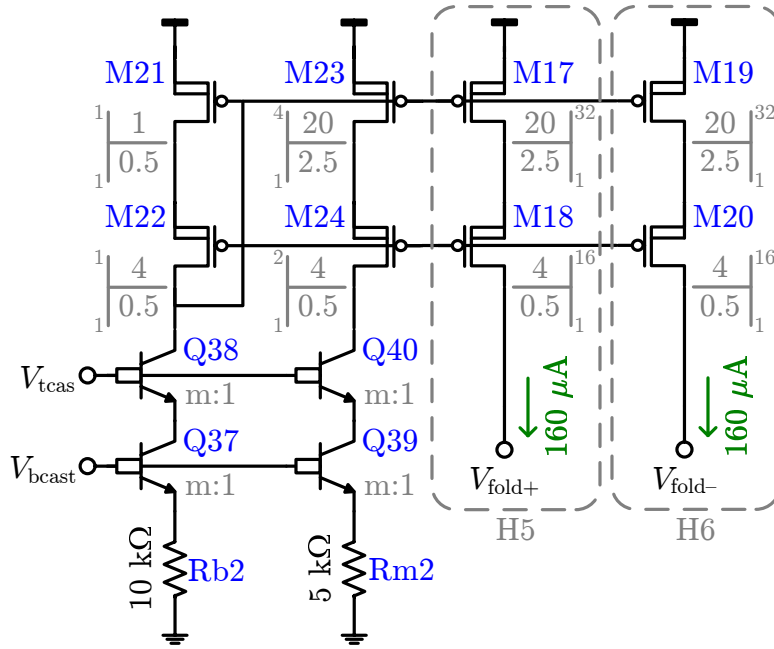 M21 M23 M17 M19
1 1 0.5 1
4 20 2.5 1
20 2.5 32 1
20 2.5 32 1
M22 M24 M18 M20
1 4 0.5 1
2 4 0.5 1
4 0.5 16 1
4 0.5 16 1
Q38 Q40
Vtcas m:1 m:1
Q37 Q39
Vbcast m:1 m:1
160 μA 160 μA
Vfold+ Vfold−
H5 H6
10 kΩ Rb2 5 kΩ Rm2